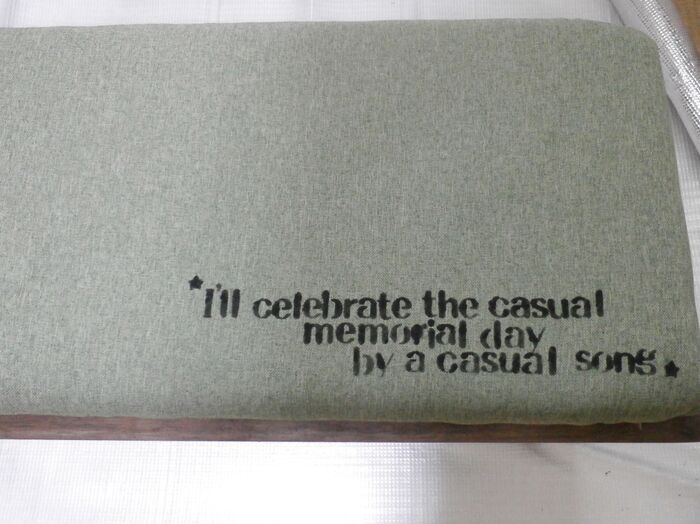 ★I'll celebrate the casual
memorial day
by a casual song★